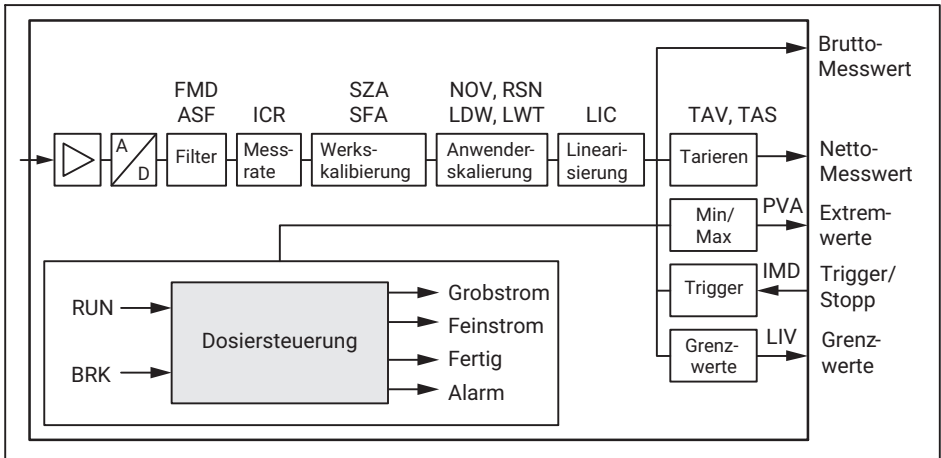 Brutto-
Messwert
FMD
ASF
ICR
SZA
SFA
NOV, RSN
LDW, LWT
LIC
TAV, TAS
A
D
Filter
Mess-
rate
Werks-
kalibierung
Anwender-
skalierung
Lineari-
sierung
Tarieren
Netto-
Messwert
Min/
Max
PVA
Extrem-
werte
Trigger
IMD
Trigger/
Stopp
Grenz-
werte
LIV
Grenz-
werte
RUN
BRK
Dosiersteuerung
Grobstrom
Feinstrom
Fertig
Alarm